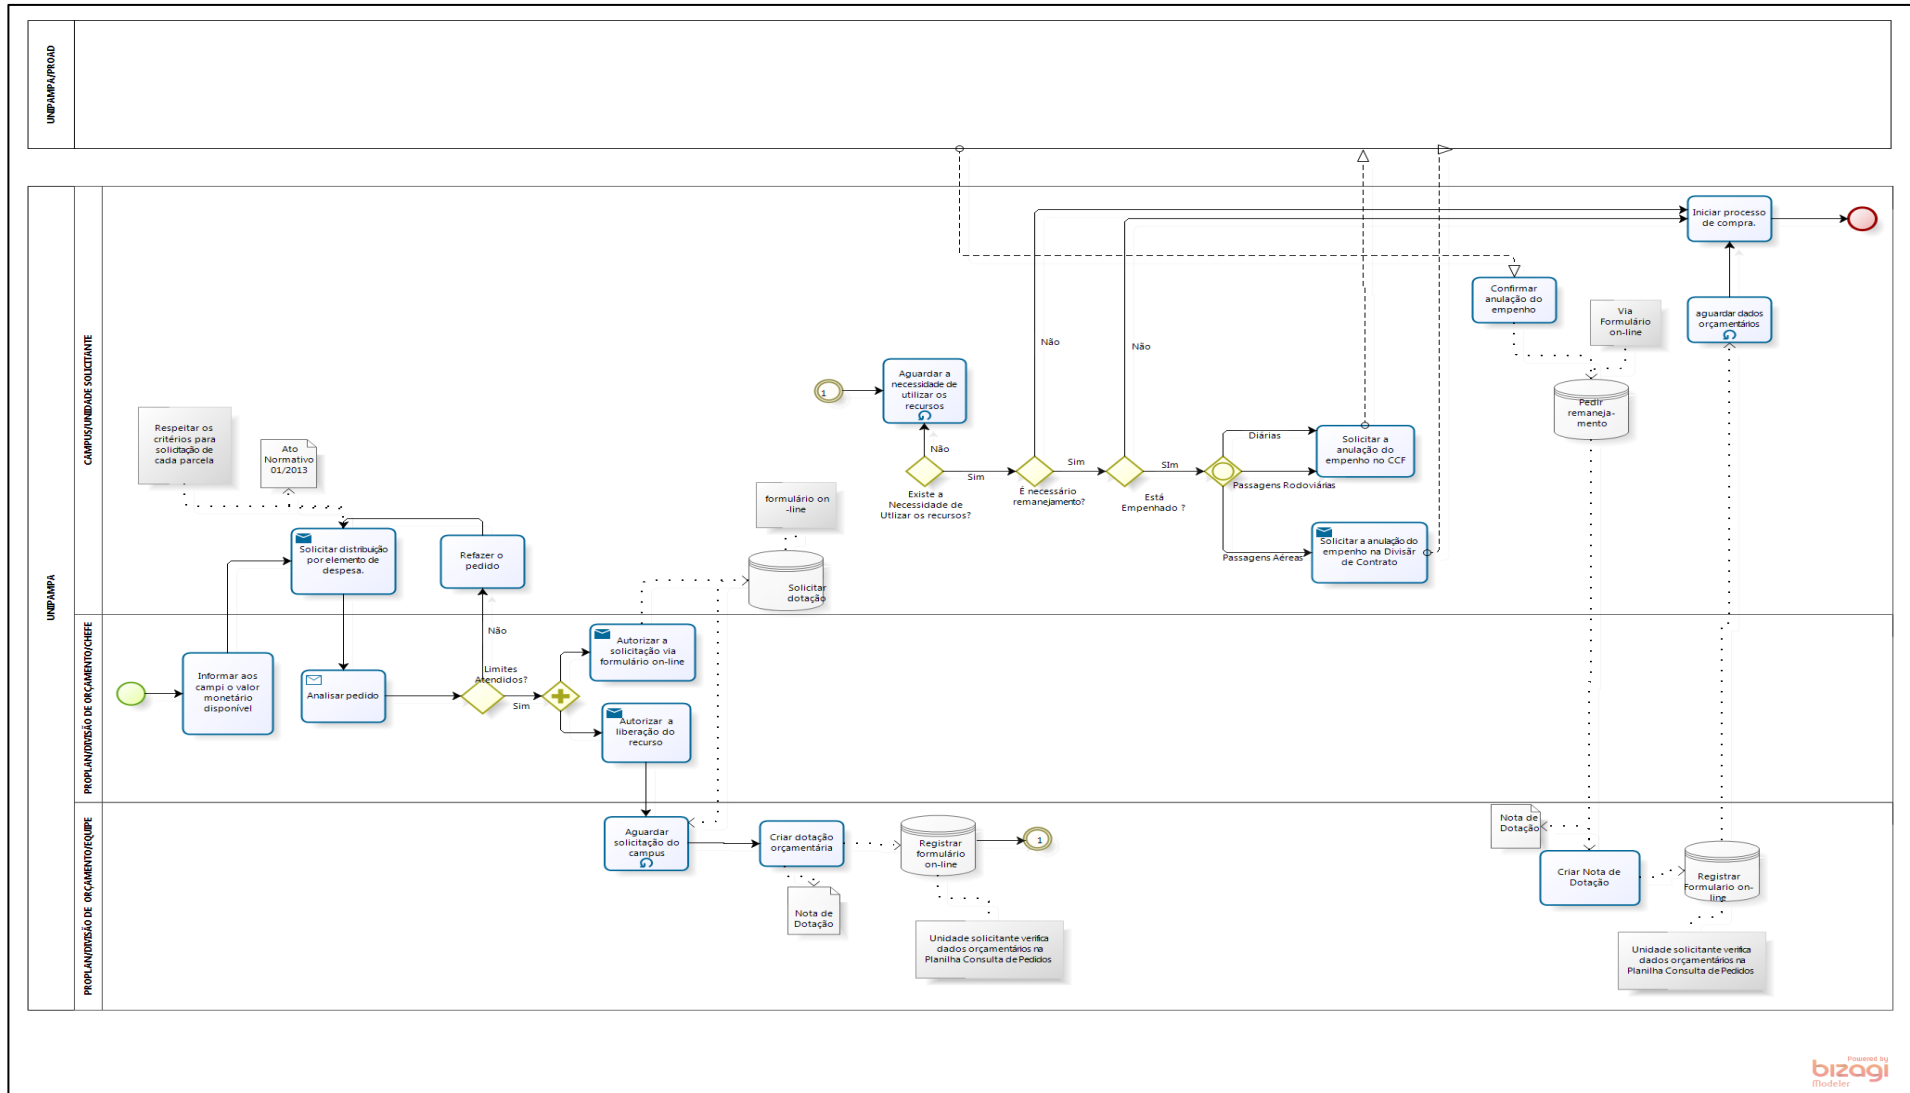 UNIPAMPA/PROAD
UNIPAMPA
CAMPUS/UNIDADE SOLICITANTE
Iniciar processo
de compra.
Confirmar
anulação do
empenho
Via
Formulário
on-line
aguardar dados
orçamentários
Não
Não
Aguardar a
necessidade de
utilizar os
recursos
1
Pedir
remaneja-
mento
Respeitar os
critérios para
solicitação de
cada parcela
Ato
Normativo
01/2013
Não
Sim
Sim
SIm
Diárias
Solicitar a
anulação do
empenho no CCF
Passagens Rodoviárias
Existe a
Necessidade de
Utlizar os recursos?
É necessário
remanejamento?
Está
Empenhado ?
formulário on
-line
Solicitar distribuição
por elemento de
despesa.
Refazer o
pedido
Passagens Aéreas
Solicitar a anulação do
empenho na Divisãr
de Contrato
Solicitar
dotação
PROPLAN/DIVISÃO DE ORÇAMENTO/CHEFE
Não
Autorizar a
solicitação via
formulário on-line
Informar aos
campi o valor
monetário
disponível
Analisar pedido
Limites
Atendidos?
Sim
Autorizar a
liberação do
recurso
PROPLAN/DIVISÃO DE ORÇAMENTO/EQUIPE
Aguardar
solicitação do
campus
Criar dotação
orçamentária
Registrar
formulário
on-line
1
Nota de
Dotação
Nota de
Dotação
Criar Nota de
Dotação
Registrar
Formulario on-
line
Unidade solicitante verifica
dados orçamentários na
Planilha Consulta de Pedidos
Unidade solicitante verifica
dados orçamentários na
Planilha Consulta de Pedidos
Powered by
bizagi
Modeler